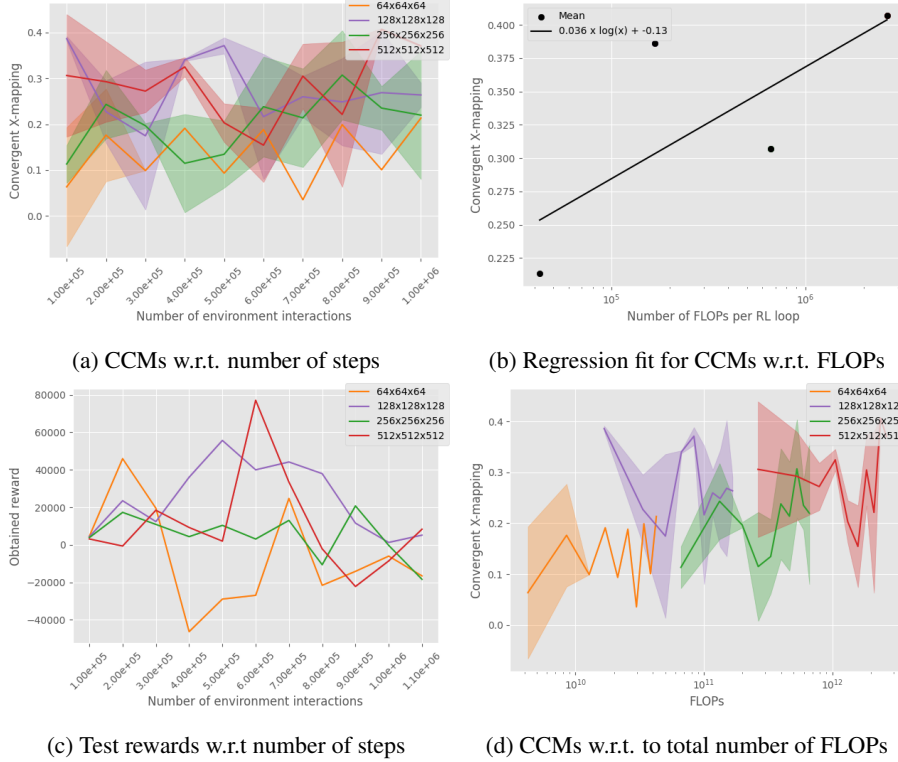 64x64x64
128x128x128
256x256x256
512x512x512
0.4
0.3
0.2
0.1
0.0
Convergent X-mapping
1.00e+05
2.00e+05
3.00e+05
4.00e+05
5.00e+05
6.00e+05
7.00e+05
8.00e+05
9.00e+05
1.00e+06
Number of environment interactions
(a) CCMs w.r.t. number of steps
Mean
0.036 x log(x) + -0.13
0.400
0.375
0.350
0.325
0.300
0.275
0.250
0.225
Convergent X-mapping
10^5
10^6
Number of FLOPs per RL loop
(b) Regression fit for CCMs w.r.t. FLOPs
64x64x64
128x128x128
256x256x256
512x512x512
80000
60000
40000
20000
0
−20000
−40000
Obtained reward
1.00e+05
2.00e+05
3.00e+05
4.00e+05
5.00e+05
6.00e+05
7.00e+05
8.00e+05
9.00e+05
1.00e+06
1.10e+06
Number of environment interactions
(c) Test rewards w.r.t number of steps
64x64x64
128x128x12
256x256x25
512x512x51
0.4
0.3
0.2
0.1
0.0
Convergent X-mapping
10^10
10^11
10^12
FLOPs
(d) CCMs w.r.t. to total number of FLOPs